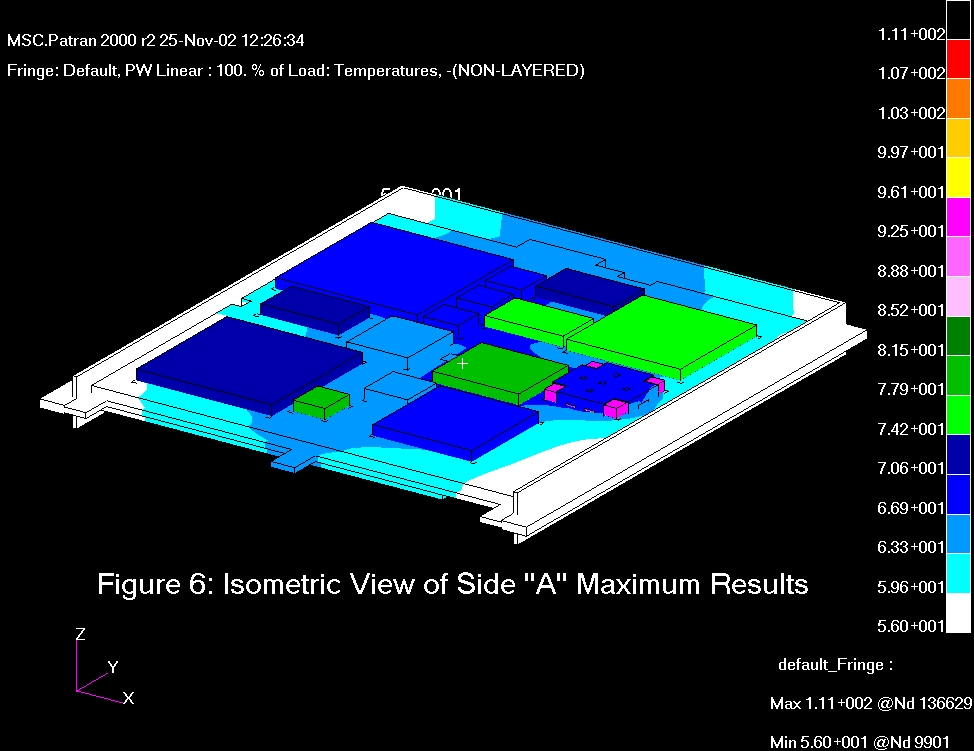 MSC.Patran 2000 r2 25-Nov-02 12:26:34
Fringe: Default, PW Linear : 100. % of Load: Temperatures, -(NON-LAYERED)
1.11+002
1.07+002
1.03+002
9.97+001
9.61+001
9.25+001
8.88+001
8.52+001
8.15+001
7.79+001
7.42+001
7.06+001
6.69+001
6.33+001
5.96+001
5.60+001
Figure 6: Isometric View of Side "A" Maximum Results
Z
Y
X
default_Fringe :
Max 1.11+002 @Nd 136629
Min 5.60+001 @Nd 9901